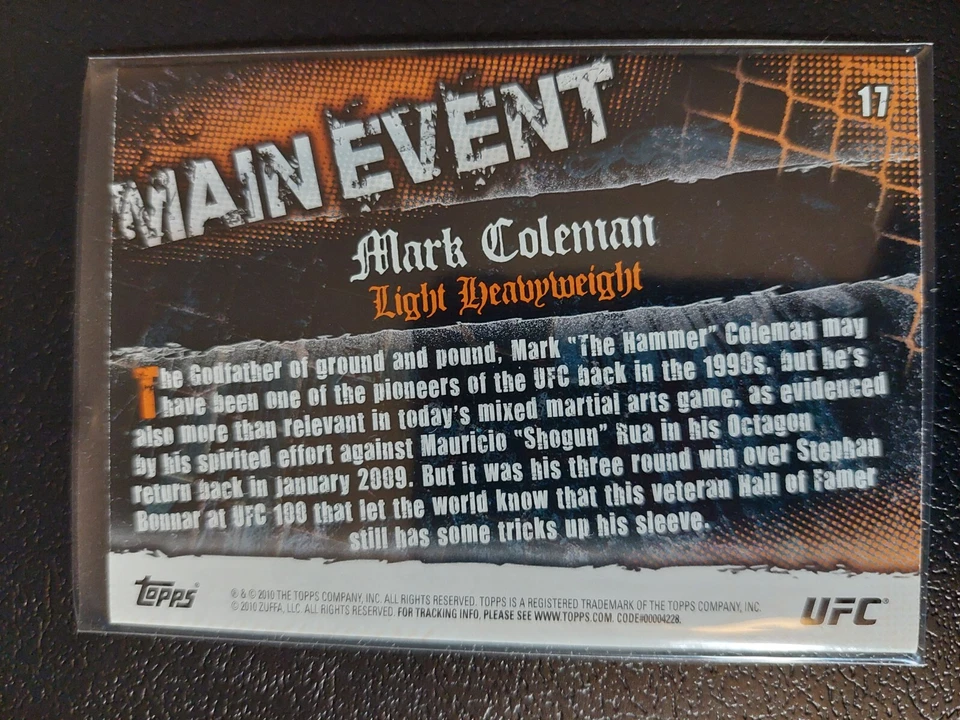 17
MAIN EVENT
Mark Coleman
Light Heavyweight
The Godfather of ground and pound, Mark "The Hammer" Coleman may
have been one of the pioneers of the UFC back in the 1990s, but he's
also more than relevant in today's mixed martial arts game, as evidenced
by his spirited effort against Mauricio "Shogun" Rua in his Octagon
return back in January 2009. But it was his three round win over Stephan
Bonnar at UFC 100 that let the world know that this veteran Hall of Famer
still has some tricks up his sleeve.
Topps®
® & © 2010 THE TOPPS COMPANY, INC. ALL RIGHTS RESERVED. TOPPS IS A REGISTERED TRADEMARK OF THE TOPPS COMPANY, INC.
© 2010 ZUFFA, LLC. ALL RIGHTS RESERVED. FOR TRACKING INFO, PLEASE SEE WWW.TOPPS.COM. CODE#00004228.
UFC®